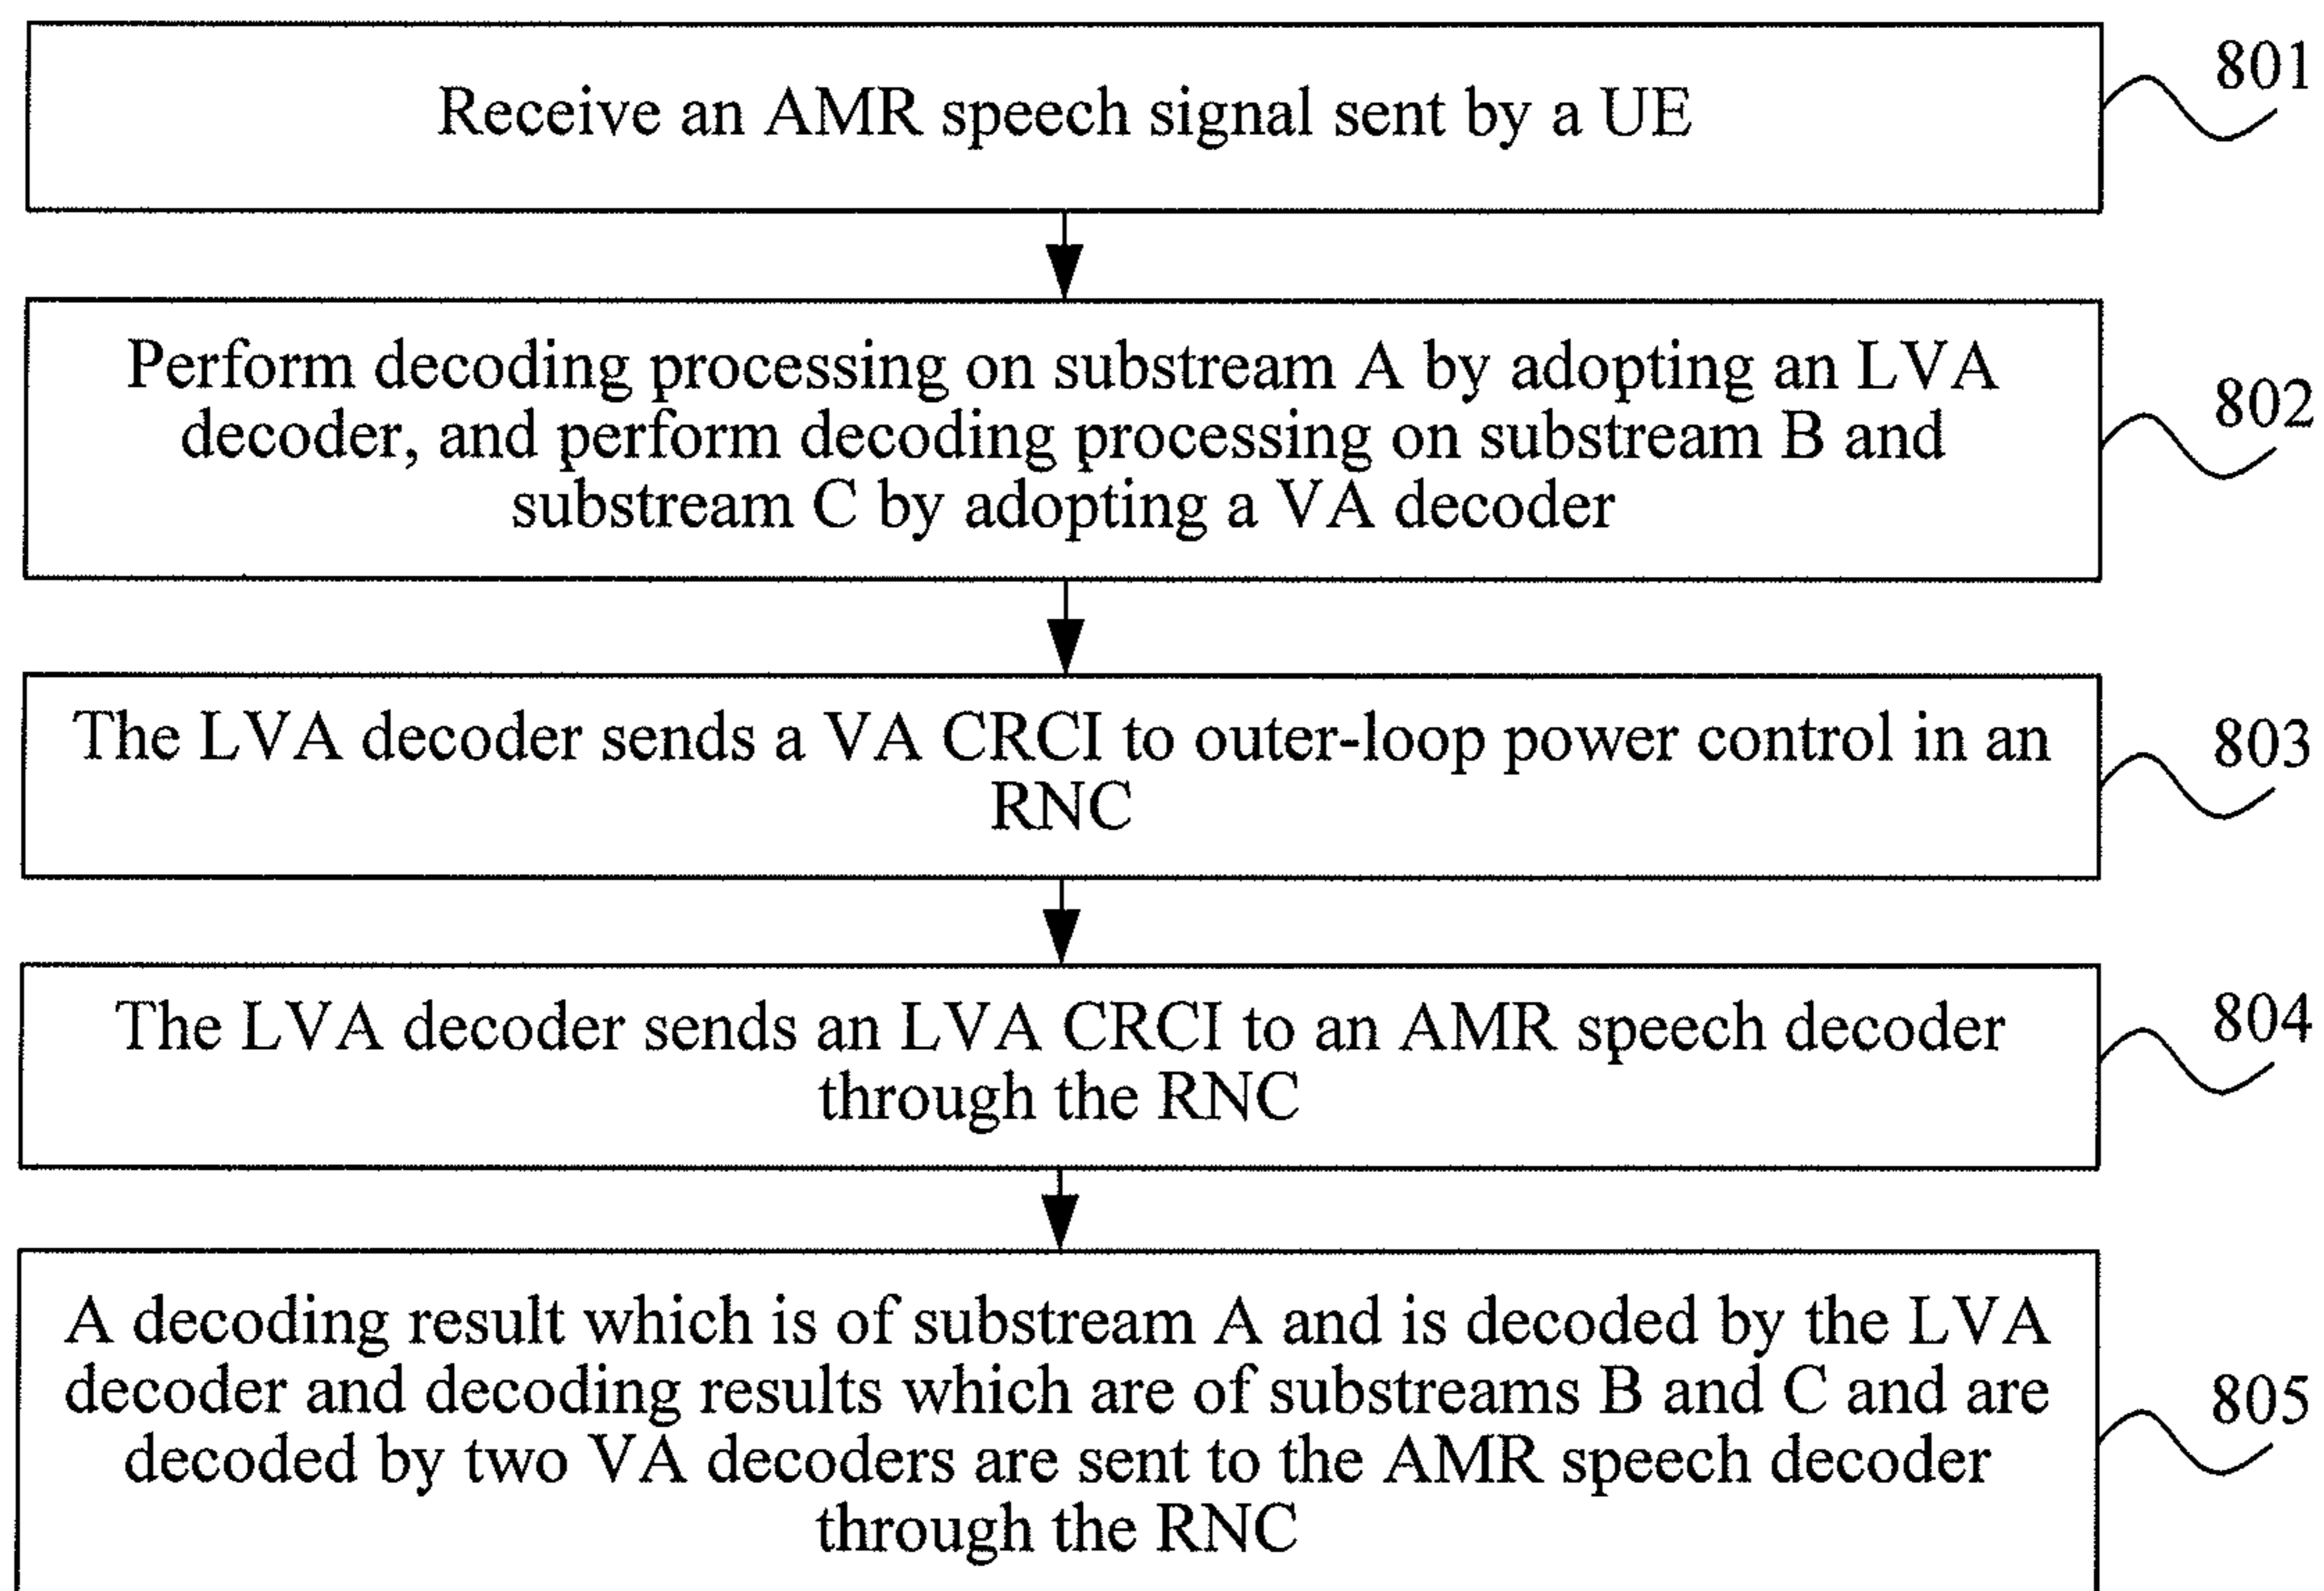 Receive an AMR speech signal sent by a UE
801
Perform decoding processing on substream A by adopting an LVA
decoder, and perform decoding processing on substream B and
substream C by adopting a VA decoder
802
The LVA decoder sends a VA CRCI to outer-loop power control in an
RNC
803
The LVA decoder sends an LVA CRCI to an AMR speech decoder
through the RNC
804
A decoding result which is of substream A and is decoded by the LVA
decoder and decoding results which are of substreams B and C and are
decoded by two VA decoders are sent to the AMR speech decoder
through the RNC
805